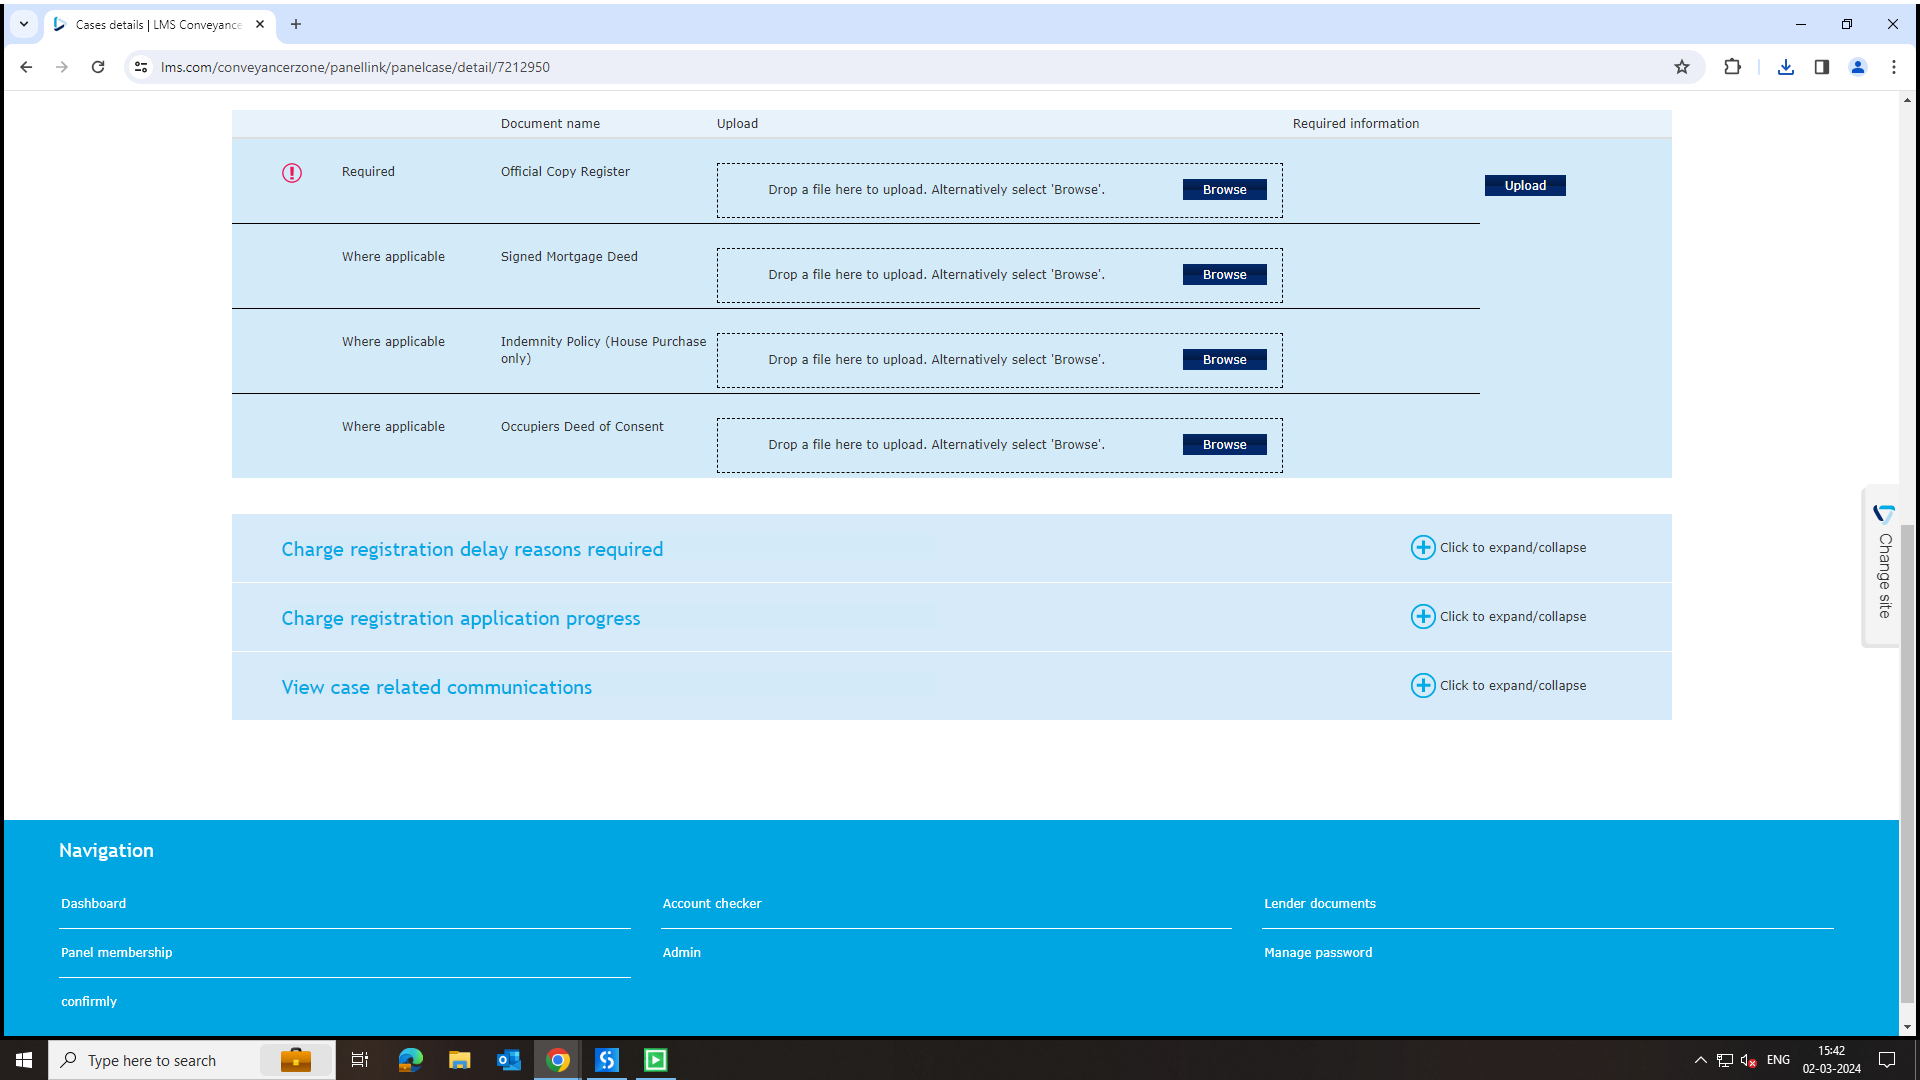 Cases details | LMS Conveyance
lms.com/conveyancerzone/panellink/panelcase/detail/7212950
Document name Upload Required information
Required Official Copy Register Drop a file here to upload. Alternatively select 'Browse'. Browse Upload
Where applicable Signed Mortgage Deed Drop a file here to upload. Alternatively select 'Browse'. Browse
Where applicable Indemnity Policy (House Purchase
only) Drop a file here to upload. Alternatively select 'Browse'. Browse
Where applicable Occupiers Deed of Consent Drop a file here to upload. Alternatively select 'Browse'. Browse
Charge registration delay reasons required Click to expand/collapse
Charge registration application progress Click to expand/collapse
View case related communications Click to expand/collapse
Change site
Navigation
Dashboard Account checker Lender documents
Panel membership Admin Manage password
confirmly
Type here to search
ENG
15:42
02-03-2024